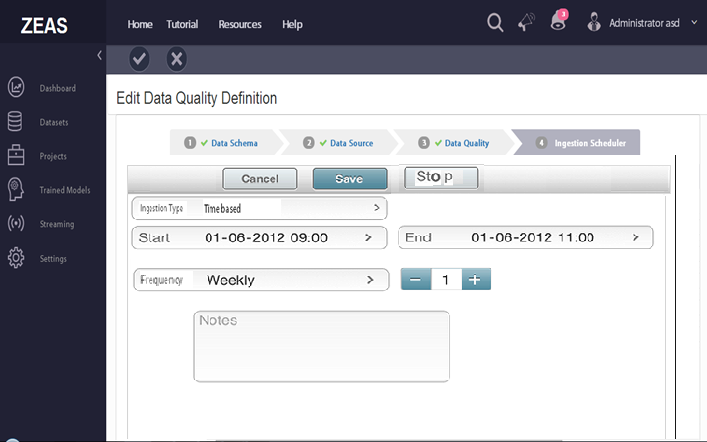 ZEAS
Home Tutorial Resources Help
3
Administrator asd
Dashboard
Datasets
Projects
Trained Models
Streaming
Settings
Edit Data Quality Definition
1 Data Schema 2 Data Source 3 Data Quality 4 Ingestion Scheduler
Cancel Save Stop
Ingestion Type Timebased >
Start 01-06-2012 09.00 > End 01-06-2012 11.00 >
Frequency Weekly > − 1 +
Notes